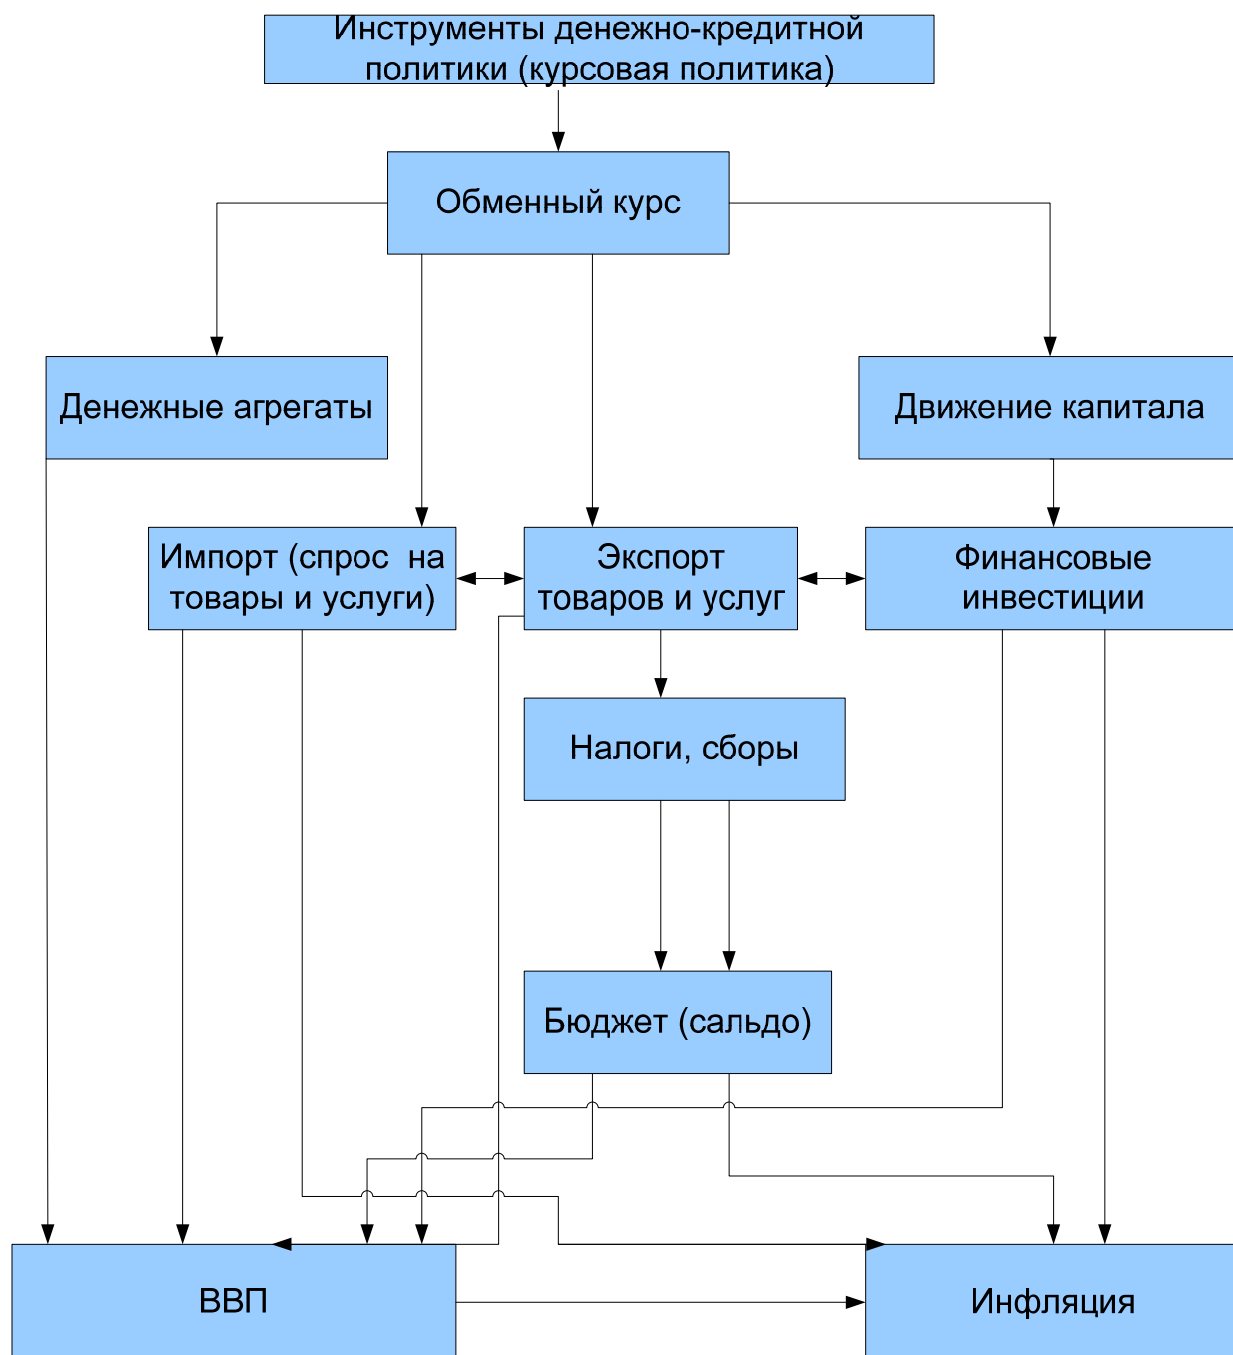 Инструменты денежно-кредитной
политики (курсовая политика)
Обменный курс
Денежные агрегаты
Движение капитала
Импорт (спрос  на
товары и услуги)
Экспорт
товаров и услуг
Финансовые
инвестиции
Налоги, сборы
Бюджет (сальдо)
ВВП
Инфляция